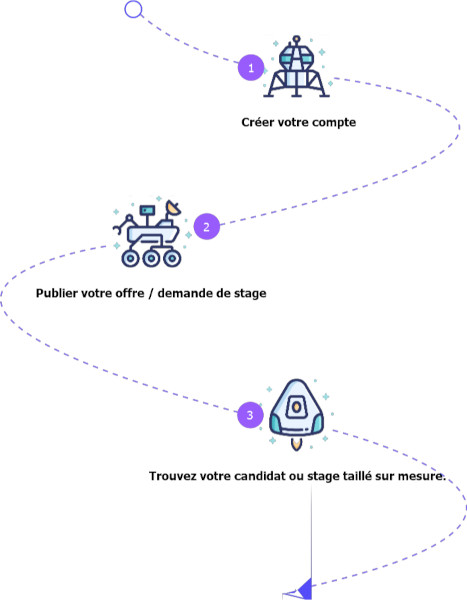 1
Créer votre compte
2
Publier votre offre / demande de stage
3
Trouvez votre candidat ou stage taillé sur mesure.